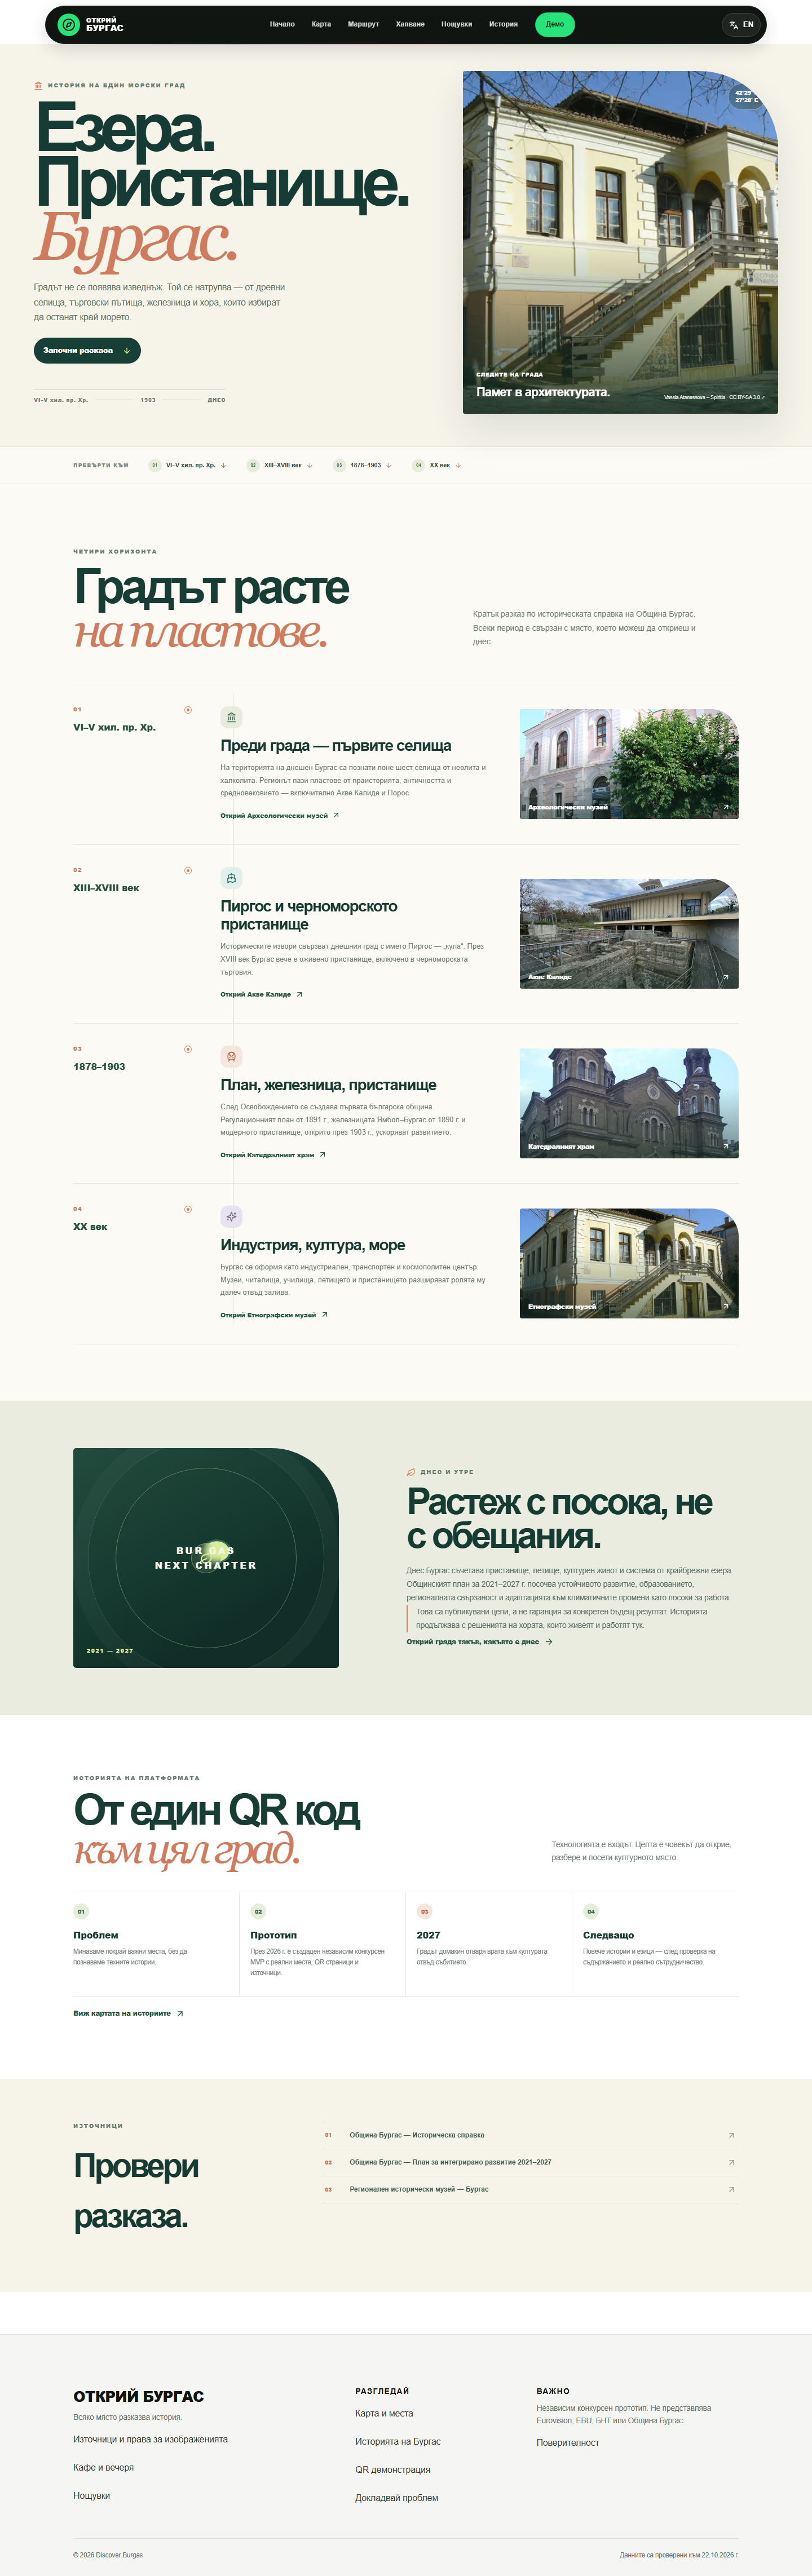 ОТКРИЙ
БУРГАС
Начало
Карта
Маршрут
Хапване
Нощувки
История
Демо
EN
ИСТОРИЯ НА ЕДИН МОРСКИ ГРАД
Езера.
Пристанище.
Бургас.
Градът не се появява изведнъж. Той се натрупва — от древни
селища, търговски пътища, железница и хора, които избират
да останат край морето.
Започни разказа
VI–V хил. пр. Хр.
1903
ДНЕС
СЛЕДИТЕ НА ГРАДА
Памет в архитектурата.
ПРЕВЪРТИ КЪМ
01 VI–V хил. пр. Хр.
02 XIII–XVIII век
03 1878–1903
04 XX век
ЧЕТИРИ ХОРИЗОНТА
Градът расте
на пластове.
Кратък разказ по историческата справка на Община Бургас.
Всеки период е свързан с място, което можеш да откриеш и
днес.
01
VI–V хил. пр. Хр.
Преди града — първите селища
На територията на днешен Бургас са познати поне шест селища от неолита и
халколита. Регионът пази пластове от праисторията, античността и
средновековието — включително Акве Калиде и Порос.
Открий Археологически музей
Археологически музей
02
XIII–XVIII век
Пиргос и черноморското
пристанище
Историческите извори свързват днешния град с името Пиргос — „кула“. През
XVIII век Бургас вече е оживено пристанище, включено в черноморската
търговия.
Открий Акве Калиде
Акве Калиде
03
1878–1903
План, железница, пристанище
След Освобождението се създава първата българска община.
Регулационният план от 1891 г., железницата Ямбол–Бургас от 1890 г. и
модерното пристанище, открито през 1903 г., ускоряват развитието.
Открий Катедралният храм
Катедралният храм
04
XX век
Индустрия, култура, море
Бургас се оформя като индустриален, транспортен и космополитен център.
Музеи, читалища, училища, летището и пристанището разширяват ролята му
далеч отвъд залива.
Открий Етнографски музей
Етнографски музей
BURGAS
NEXT CHAPTER
2021 — 2027
ДНЕС И УТРЕ
Растеж с посока, не
с обещания.
Днес Бургас съчетава пристанище, летище, културен живот и система от крайбрежни езера.
Общинският план за 2021–2027 г. посочва устойчивото развитие, образованието,
регионалната свързаност и адаптацията към климатичните промени като посоки за работа.
Това са публикувани цели, а не гаранция за конкретен бъдещ резултат. Историята
продължава с решенията на хората, които живеят и работят тук.
Открий града такъв, какъвто е днес
ИСТОРИЯТА НА ПЛАТФОРМАТА
От един QR код
към цял град.
Технологията е входът. Целта е човекът да открие,
разбере и посети културното място.
01
Проблем
Минаваме покрай важни места, без да
познаваме техните истории.
02
Прототип
През 2026 г. е създаден независим конкурсен
MVP с реални места, QR страници и
източници.
03
2027
Градът домакин отваря врата към културата
отвъд събитието.
04
Следващо
Повече истории и езици — след проверка на
съдържанието и реално сътрудничество.
Виж картата на историите
ИЗТОЧНИЦИ
Провери
разказа.
01 Община Бургас — Историческа справка
02 Община Бургас — План за интегрирано развитие 2021–2027
03 Регионален исторически музей — Бургас
ОТКРИЙ БУРГАС
Всяко място разказва история.
Източници и права за изображенията
Кафе и вечеря
Нощувки
РАЗГЛЕДАЙ
Карта и места
Историята на Бургас
QR демонстрация
Докладвай проблем
ВАЖНО
Независим конкурсен прототип. Не представлява
Eurovision, EBU, БНТ или Община Бургас.
Поверителност
© 2026 Discover Burgas
Данните са проверени към 22.10.2026 г.